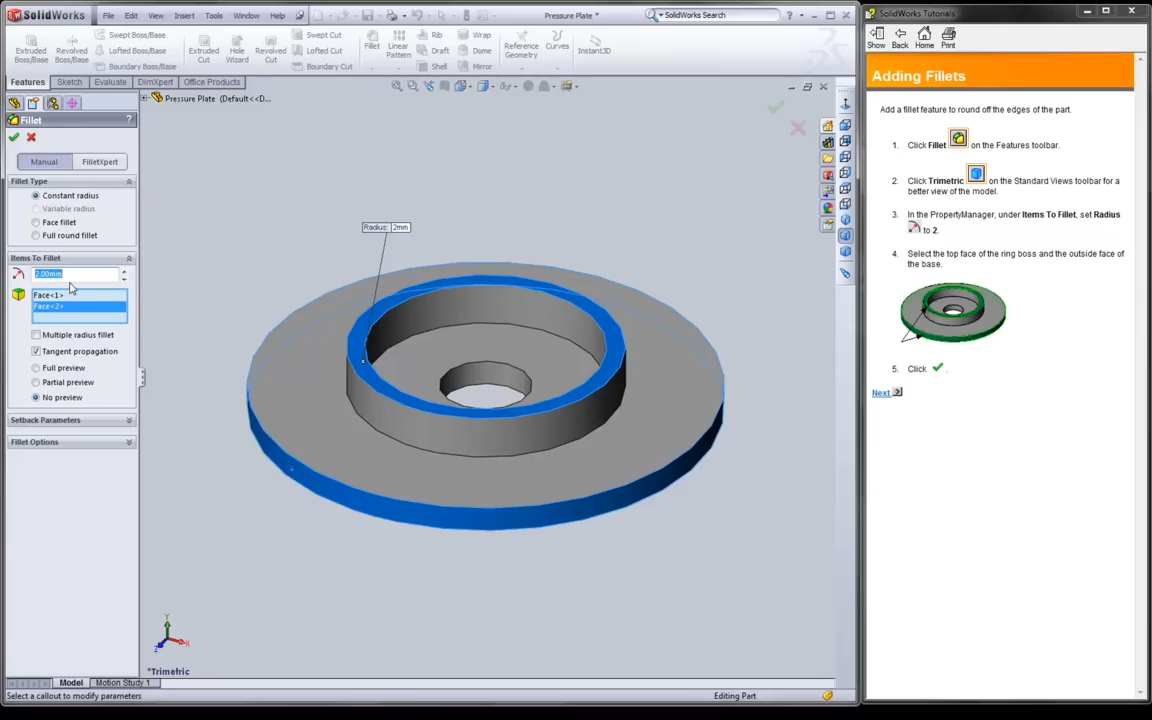 SolidWorks File Edit View Insert Tools Window Help Pressure Plate * SolidWorks Search ?
Extruded Boss/Base
Revolved Boss/Base
Swept Boss/Base
Lofted Boss/Base
Boundary Boss/Base
Extruded Cut
Hole Wizard
Revolved Cut
Swept Cut
Lofted Cut
Boundary Cut
Fillet
Linear Pattern
Rib
Draft
Shell
Wrap
Dome
Mirror
Reference Geometry
Curves
Instant3D
Features Sketch Evaluate DimXpert Office Products
Pressure Plate (Default<<D...
Fillet ?
Manual FilletXpert
Fillet Type
Constant radius
Variable radius
Face fillet
Full round fillet
Items To Fillet
2.00mm
Face<1>
Face<2>
Multiple radius fillet
Tangent propagation
Full preview
Partial preview
No preview
Setback Parameters
Fillet Options
Radius: 2mm
Y
X
Z
*Trimetric
Model Motion Study 1
Select a callout to modify parameters Editing Part
SolidWorks Tutorials
Show Back Home Print
Adding Fillets
Add a fillet feature to round off the edges of the part.
1. Click Fillet on the Features toolbar.
2. Click Trimetric on the Standard Views toolbar for a
better view of the model.
3. In the PropertyManager, under Items To Fillet, set Radius
to 2.
4. Select the top face of the ring boss and the outside face of
the base.
5. Click .
Next